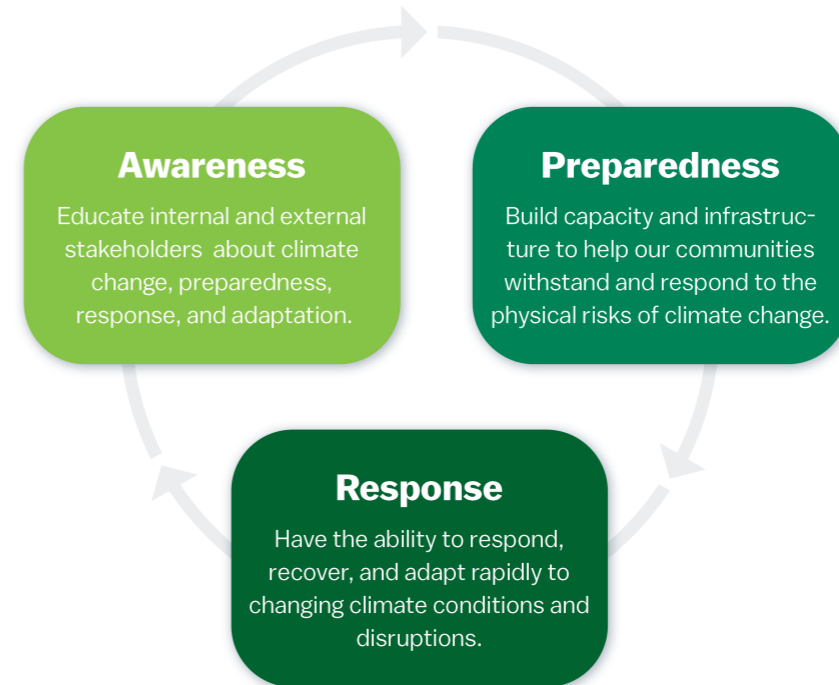 Awareness
Educate internal and external
stakeholders  about climate
change, preparedness,
response, and adaptation.
Preparedness
Build capacity and infrastruc-
ture to help our communities
withstand and respond to the
physical risks of climate change.
Response
Have the ability to respond,
recover, and adapt rapidly to
changing climate conditions and
disruptions.